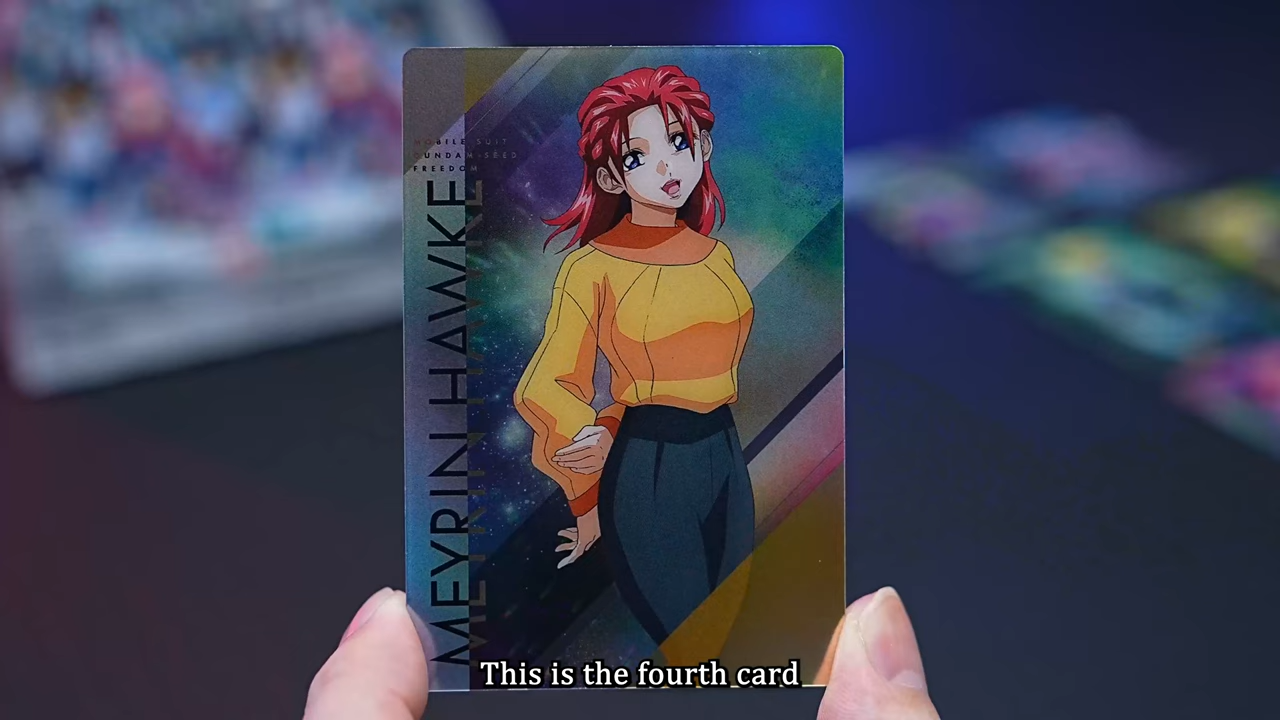 MOBILE SUIT
GUNDAM SEED
FREEDOM
MEYRIN HAWKE
This is the fourth card